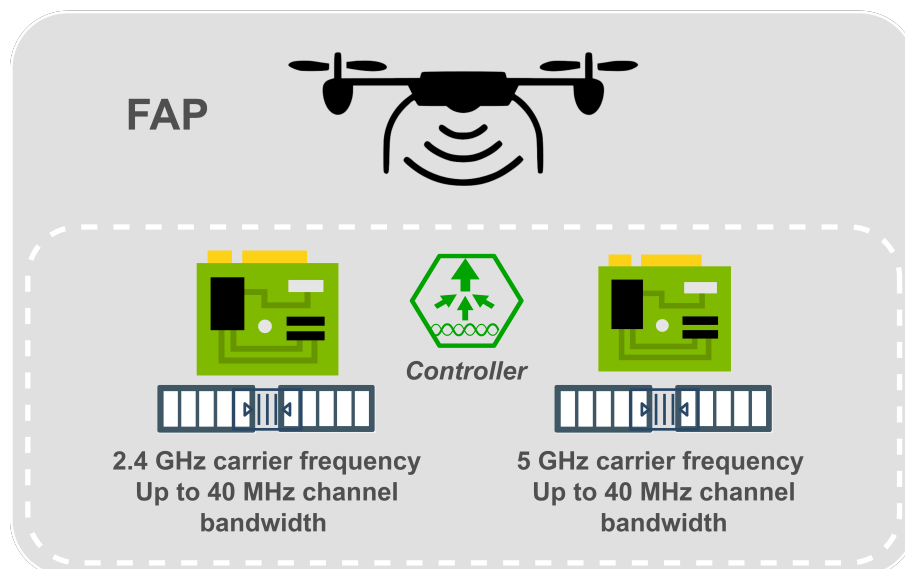 FAP
Controller
2.4 GHz carrier frequency
Up to 40 MHz channel
bandwidth
5 GHz carrier frequency
Up to 40 MHz channel
bandwidth